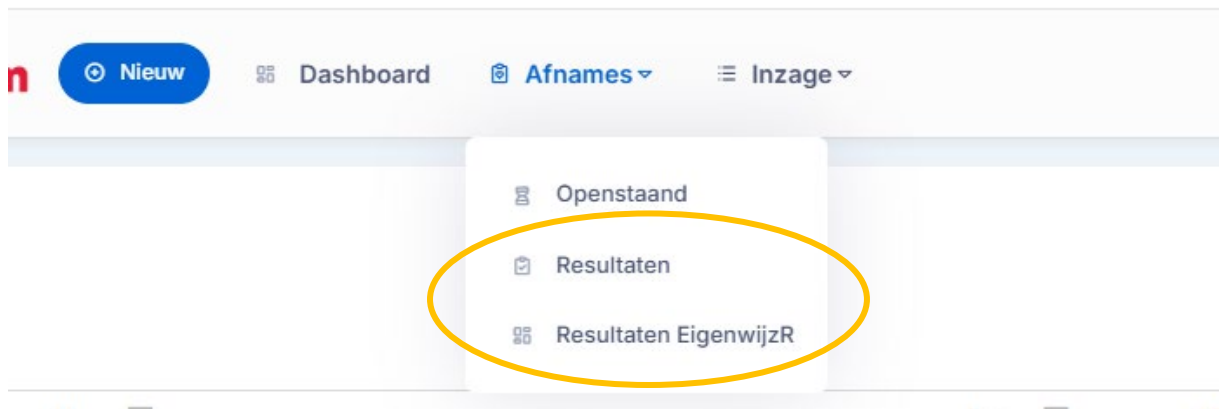 n Nieuw Dashboard Afnames Inzage
Openstaand
Resultaten
Resultaten EigenwijzR